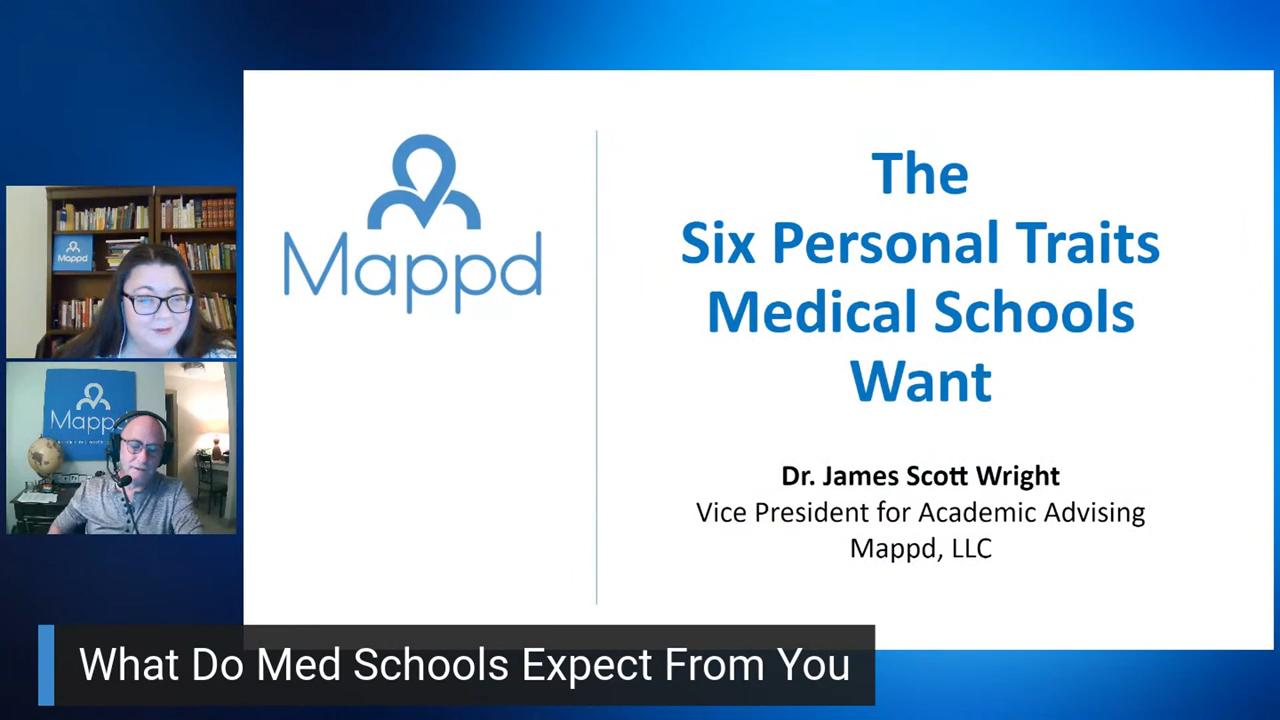 Mappd
Mappd
Mappd
The
Six Personal Traits
Medical Schools
Want
Dr. James Scott Wright
Vice President for Academic Advising
Mappd, LLC
What Do Med Schools Expect From You